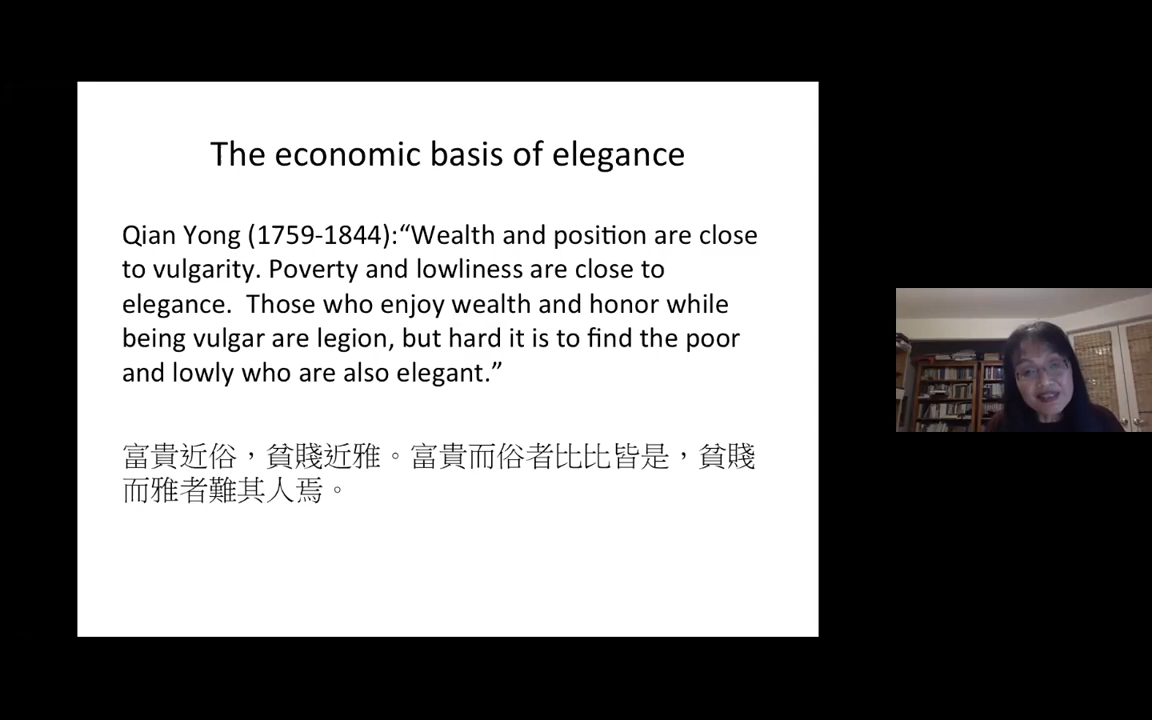 The economic basis of elegance
Qian Yong (1759-1844):“Wealth and position are close
to vulgarity. Poverty and lowliness are close to
elegance.  Those who enjoy wealth and honor while
being vulgar are legion, but hard it is to find the poor
and lowly who are also elegant.”
富貴近俗，貧賤近雅。富貴而俗者比比皆是，貧賤
而雅者難其人焉。